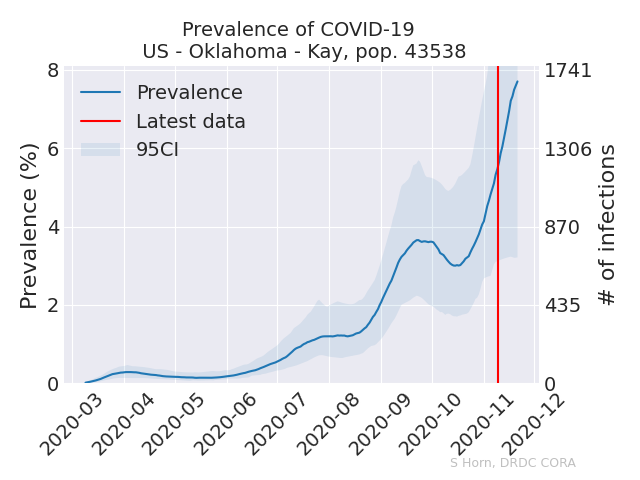 Prevalence of COVID-19
US - Oklahoma - Kay, pop. 43538
Prevalence
Latest data
95CI
Prevalence (%)
8
6
4
2
0
# of infections
1741
1306
870
435
0
2020-03
2020-04
2020-05
2020-06
2020-07
2020-08
2020-09
2020-10
2020-11
2020-12
S Horn, DRDC CORA